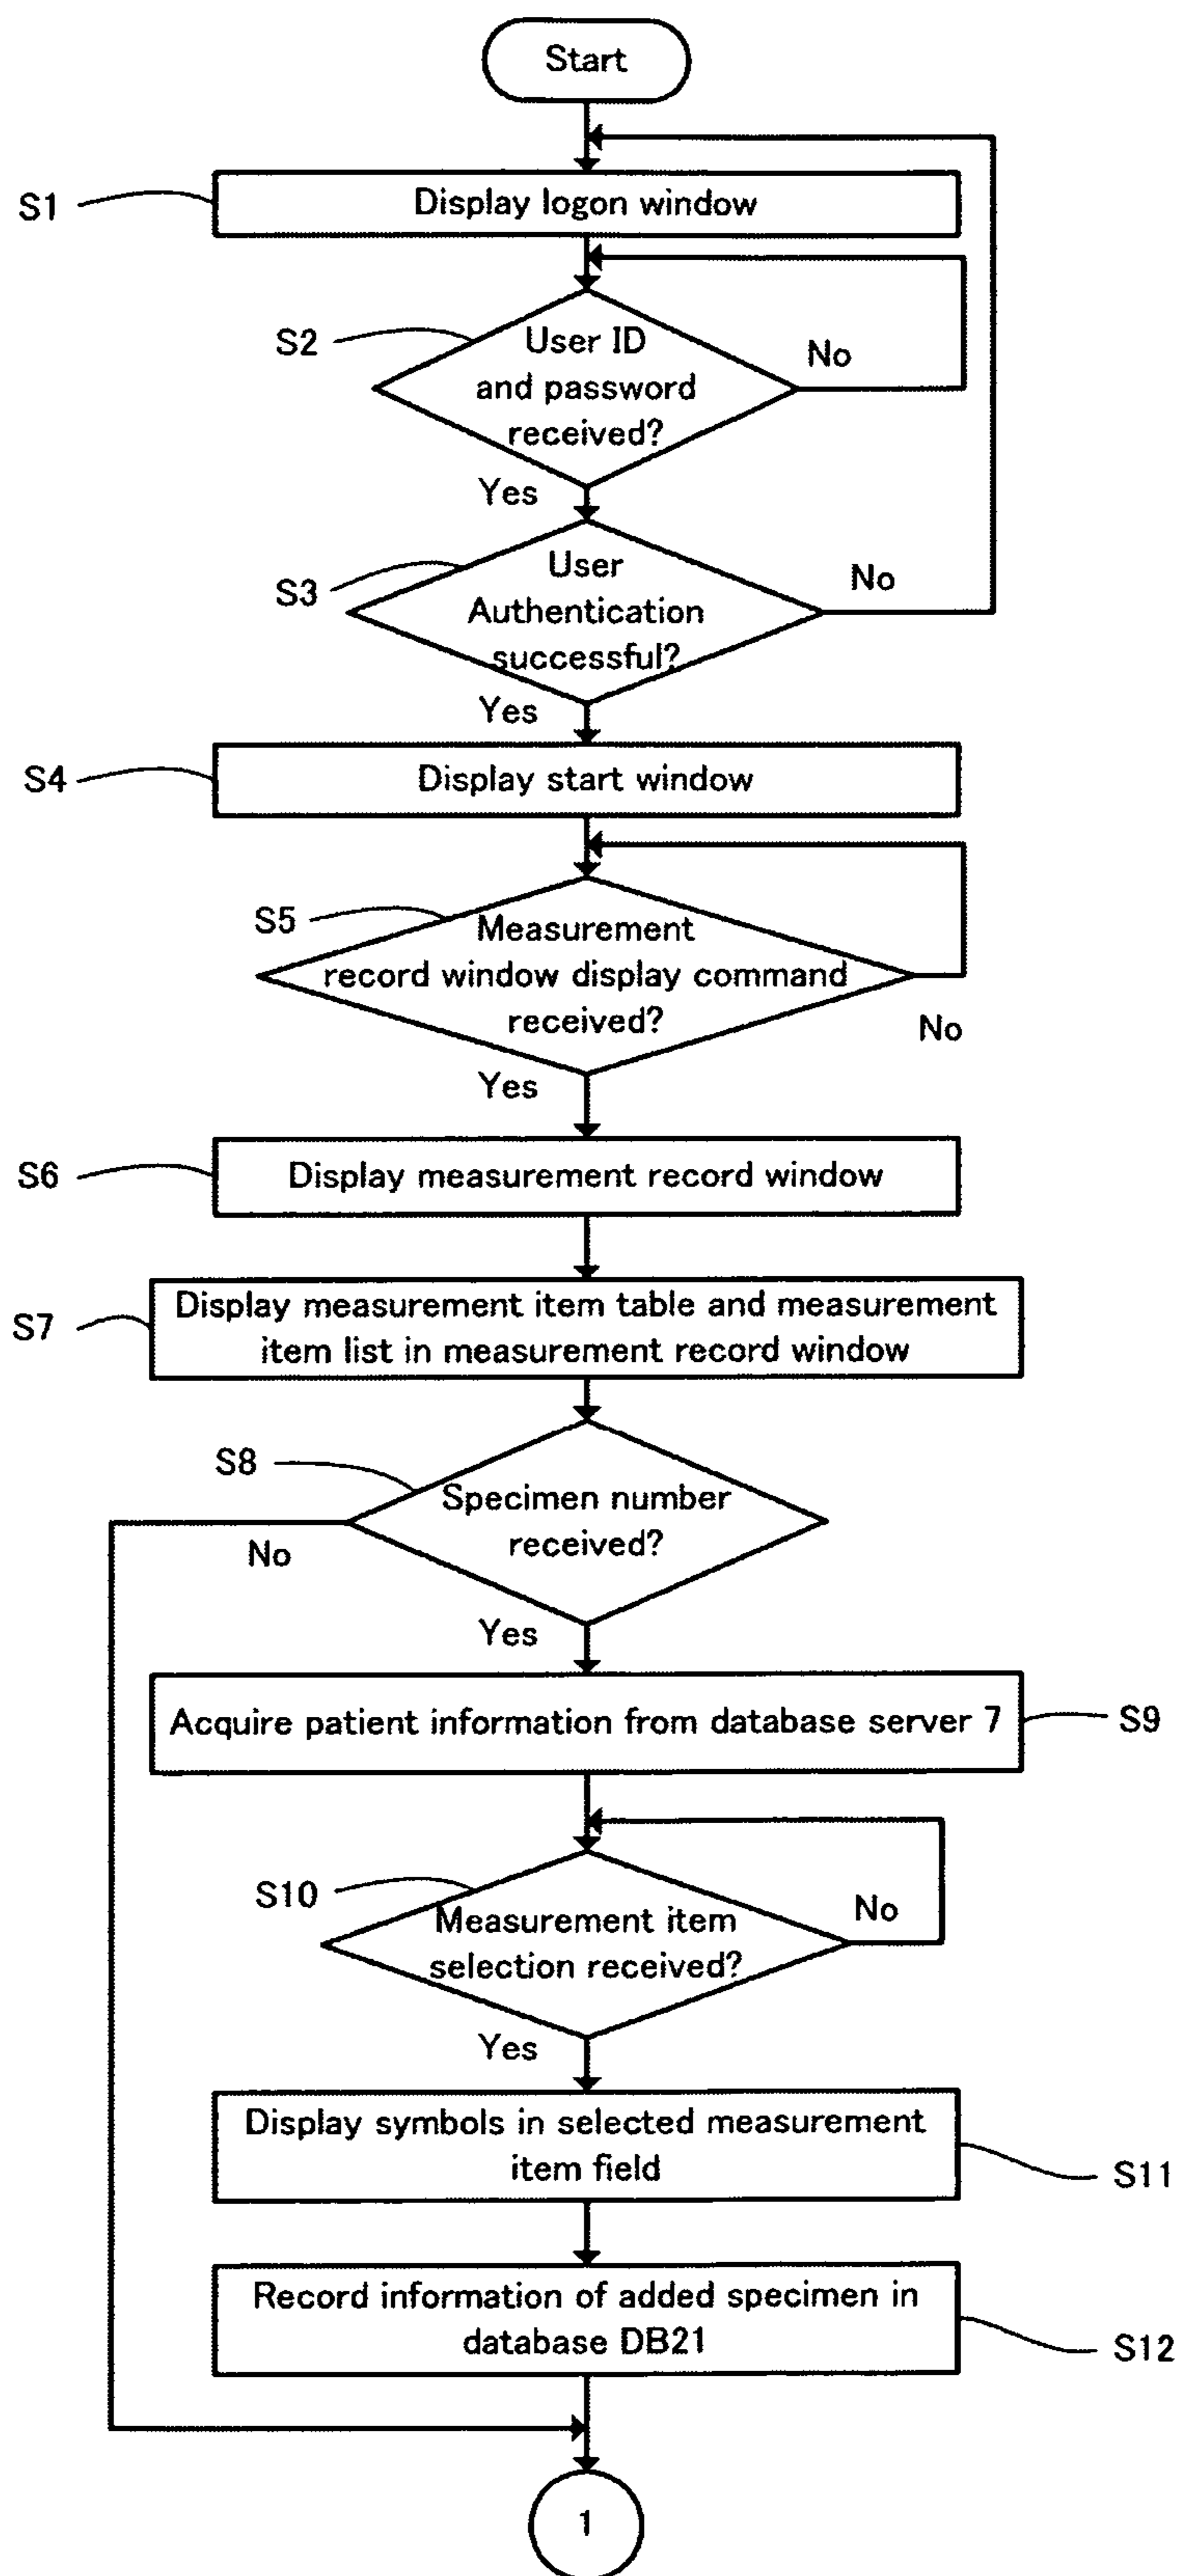 Start
S1
Display logon window
S2
User ID
and password
received?
No
Yes
S3
User
Authentication
successful?
No
Yes
S4
Display start window
S5
Measurement
record window display command
received?
No
Yes
S6
Display measurement record window
S7
Display measurement item table and measurement
item list in measurement record window
S8
Specimen number
received?
No
Yes
Acquire patient information from database server 7
S9
S10
Measurement item
selection received?
No
Yes
Display symbols in selected measurement
item field
S11
Record information of added specimen in
database DB21
S12
1